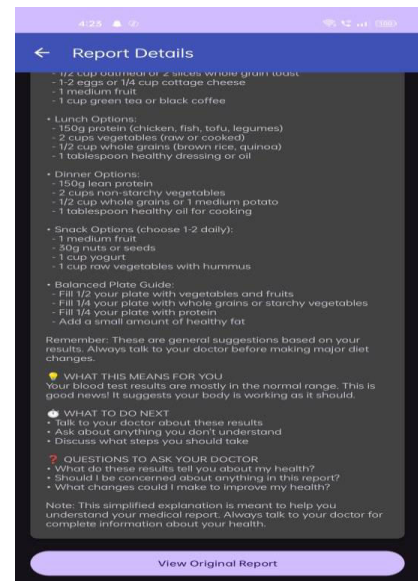 4:25
Report Details
- 1/2 cup oatmeal or 2 slices whole grain toast
- 1-2 eggs or 1/4 cup cottage cheese
- 1 medium fruit
- 1 cup green tea or black coffee
• Lunch Options:
- 150g protein (chicken, fish, tofu, legumes)
- 2 cups vegetables (raw or cooked)
- 1/2 cup whole grains (brown rice, quinoa)
- 1 tablespoon healthy dressing or oil
• Dinner Options:
- 150g lean protein
- 2 cups non-starchy vegetables
- 1/2 cup whole grains or 1 medium potato
- 1 tablespoon healthy oil for cooking
• Snack Options (choose 1-2 daily):
- 1 medium fruit
- 30g nuts or seeds
- 1 cup yogurt
- 1 cup raw vegetables with hummus
• Balanced Plate Guide:
- Fill 1/2 your plate with vegetables and fruits
- Fill 1/4 your plate with whole grains or starchy vegetables
- Fill 1/4 your plate with protein
- Add a small amount of healthy fat
Remember: These are general suggestions based on your
results. Always talk to your doctor before making major diet
changes.
💡 WHAT THIS MEANS FOR YOU
Your blood test results are mostly in the normal range. This is
good news! It suggests your body is working as it should.
⏱️ WHAT TO DO NEXT
• Talk to your doctor about these results
• Ask about anything you don't understand
• Discuss what steps you should take
❓ QUESTIONS TO ASK YOUR DOCTOR
• What do these results tell you about my health?
• Should I be concerned about anything in this report?
• What changes could I make to improve my health?
Note: This simplified explanation is meant to help you
understand your medical report. Always talk to your doctor for
complete information about your health.
View Original Report